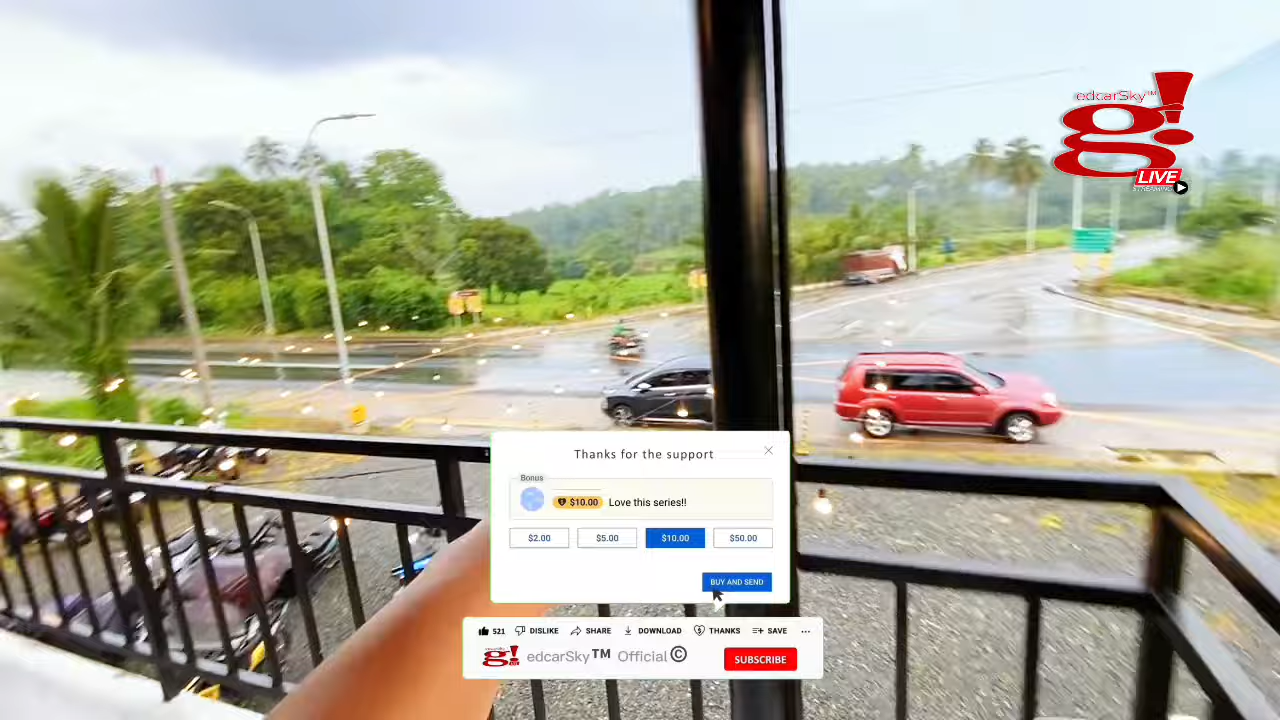 edcarSky™
g!
LIVE
STREAMING
Thanks for the support
Bonus
$10.00 Love this series!!
$2.00 $5.00 $10.00 $50.00
BUY AND SEND
521 DISLIKE SHARE DOWNLOAD THANKS SAVE ...
g! edcarSky™ Official© SUBSCRIBE